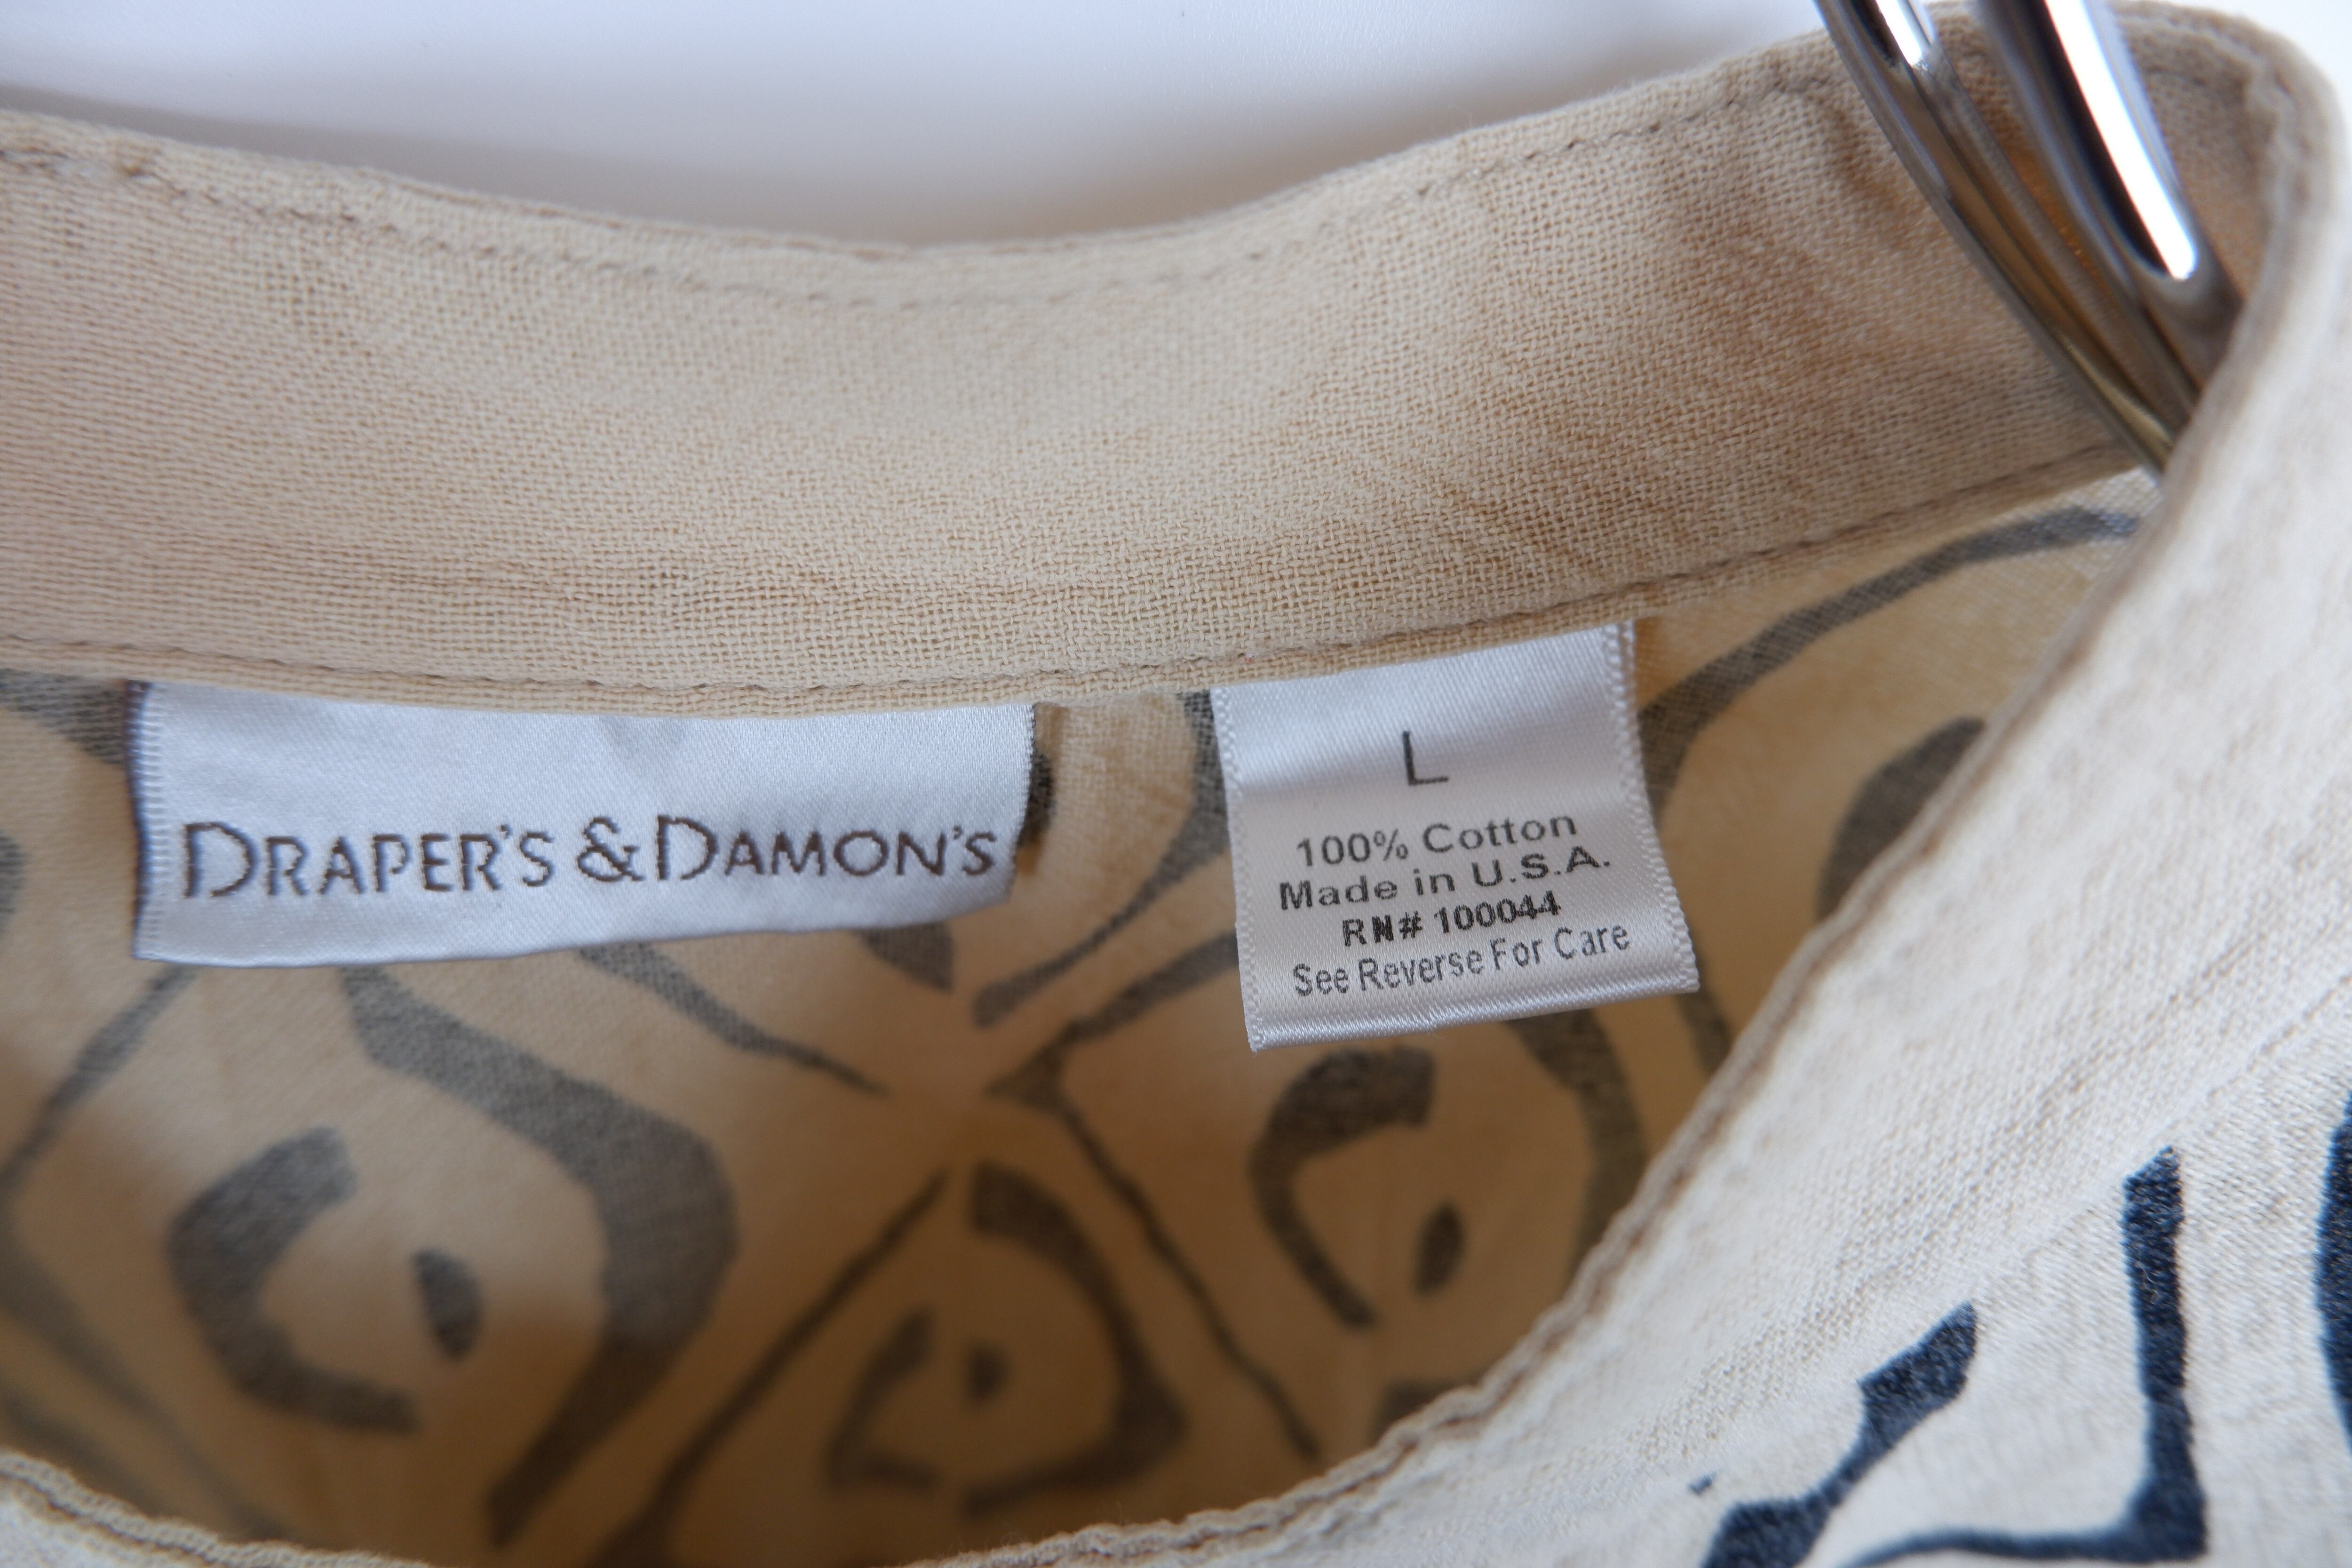 DRAPER'S & DAMON'S
L
100% Cotton
Made in U.S.A.
RN# 100044
See Reverse For Care